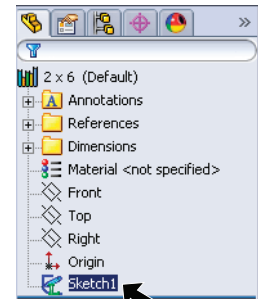 »
2 x 6 (Default)
A Annotations
References
Dimensions
Material <not specified>
Front
Top
Right
Origin
Sketch1